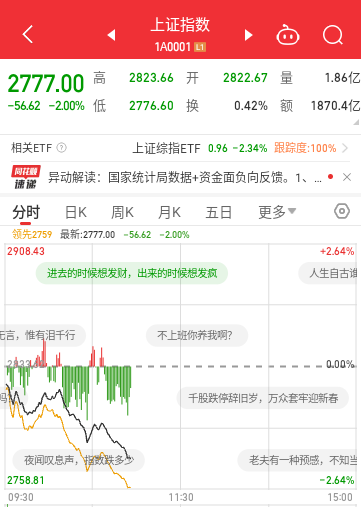 上证指数
1A0001 L1
2777.00 高 2823.66 开 2822.67 量 1.86亿
-56.62 -2.00% 低 2776.60 换 0.42% 额 1870.4亿
相关ETF ? 上证综指ETF 0.96 -2.34% 跟踪度:100%
同花顺 速递 异动解读：国家统计局数据+资金面负向反馈。1、...
分时 日K 周K 月K 五日 更多
领先2759 最新:2777.00 -56.62 -2.00%
2908.43 +2.64%
进去的时候想发财，出来的时候想发疯 人生自古谁
无言，惟有泪千行 不上班你养我啊？
0.00%
千股跌停辞旧岁，万众套牢迎新春
夜闻叹息声，指数跌多少 老夫有一种预感，不知当
2758.81 -2.64%
09:30 11:30 15:00